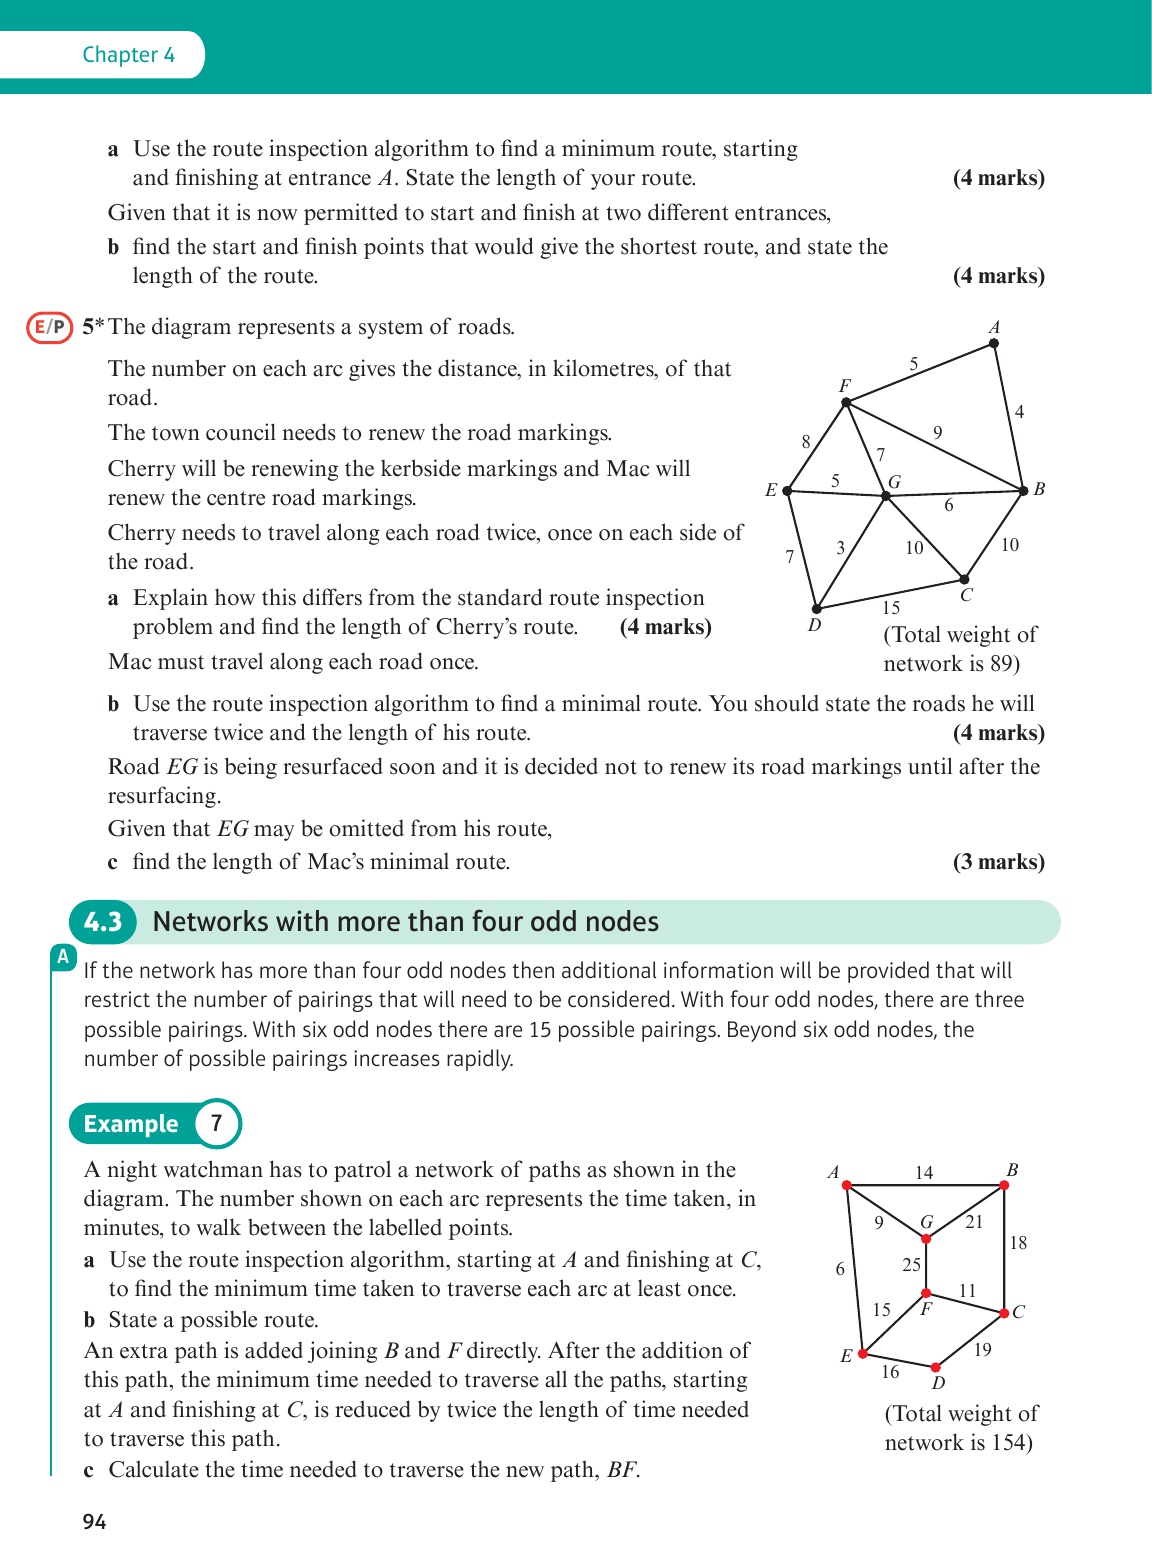 Chapter 4
a Use the route inspection algorithm to find a minimum route, starting
and finishing at entrance A. State the length of your route. (4 marks)
Given that it is now permitted to start and finish at two different entrances,
b find the start and finish points that would give the shortest route, and state the
length of the route. (4 marks)
E/P 5* The diagram represents a system of roads.
The number on each arc gives the distance, in kilometres, of that
road.
The town council needs to renew the road markings.
Cherry will be renewing the kerbside markings and Mac will
renew the centre road markings.
Cherry needs to travel along each road twice, once on each side of
the road.
a Explain how this differs from the standard route inspection
problem and find the length of Cherry's route. (4 marks)
Mac must travel along each road once.
A
5
F
4
9
8
7
E
5
G
B
6
7
3
10
10
C
15
D
(Total weight of
network is 89)
b Use the route inspection algorithm to find a minimal route. You should state the roads he will
traverse twice and the length of his route. (4 marks)
Road EG is being resurfaced soon and it is decided not to renew its road markings until after the
resurfacing.
Given that EG may be omitted from his route,
c find the length of Mac's minimal route. (3 marks)
4.3 Networks with more than four odd nodes
A
If the network has more than four odd nodes then additional information will be provided that will
restrict the number of pairings that will need to be considered. With four odd nodes, there are three
possible pairings. With six odd nodes there are 15 possible pairings. Beyond six odd nodes, the
number of possible pairings increases rapidly.
Example 7
A night watchman has to patrol a network of paths as shown in the
diagram. The number shown on each arc represents the time taken, in
minutes, to walk between the labelled points.
a Use the route inspection algorithm, starting at A and finishing at C,
to find the minimum time taken to traverse each arc at least once.
b State a possible route.
An extra path is added joining B and F directly. After the addition of
this path, the minimum time needed to traverse all the paths, starting
at A and finishing at C, is reduced by twice the length of time needed
to traverse this path.
c Calculate the time needed to traverse the new path, BF.
A
14
B
9
G
21
18
6
25
11
15
F
C
E
19
16
D
(Total weight of
network is 154)
94